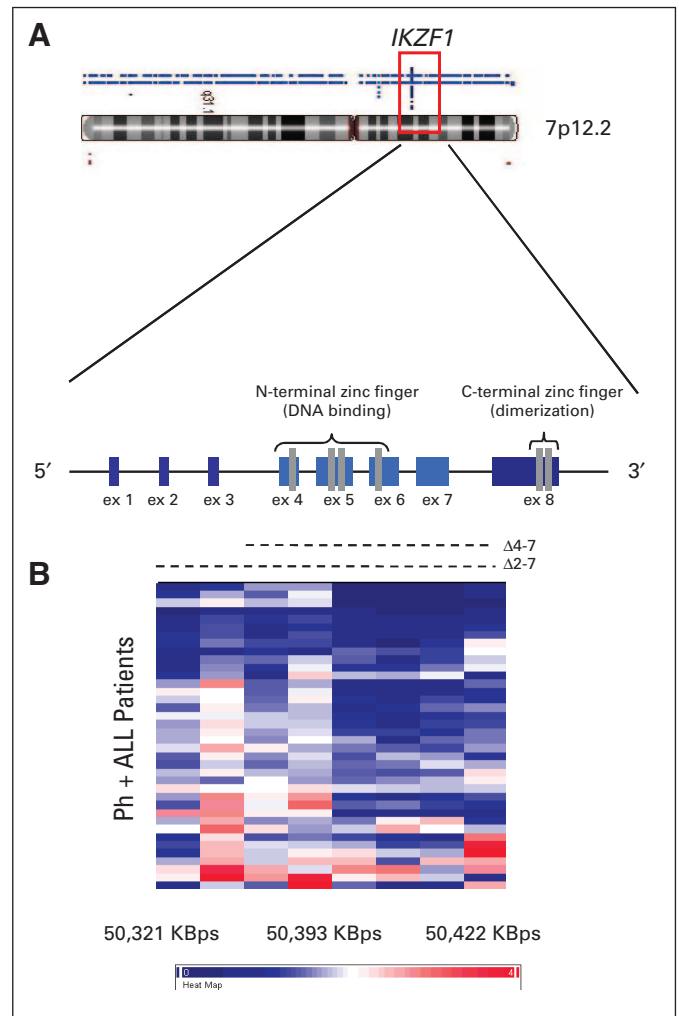 A
IKZF1
q31.1
7p12.2
N-terminal zinc finger
(DNA binding)
C-terminal zinc finger
(dimerization)
5′
3′
ex 1
ex 2
ex 3
ex 4
ex 5
ex 6
ex 7
ex 8
B
Δ4-7
Δ2-7
Ph + ALL Patients
50,321 KBps
50,393 KBps
50,422 KBps
0
4
Heat Map